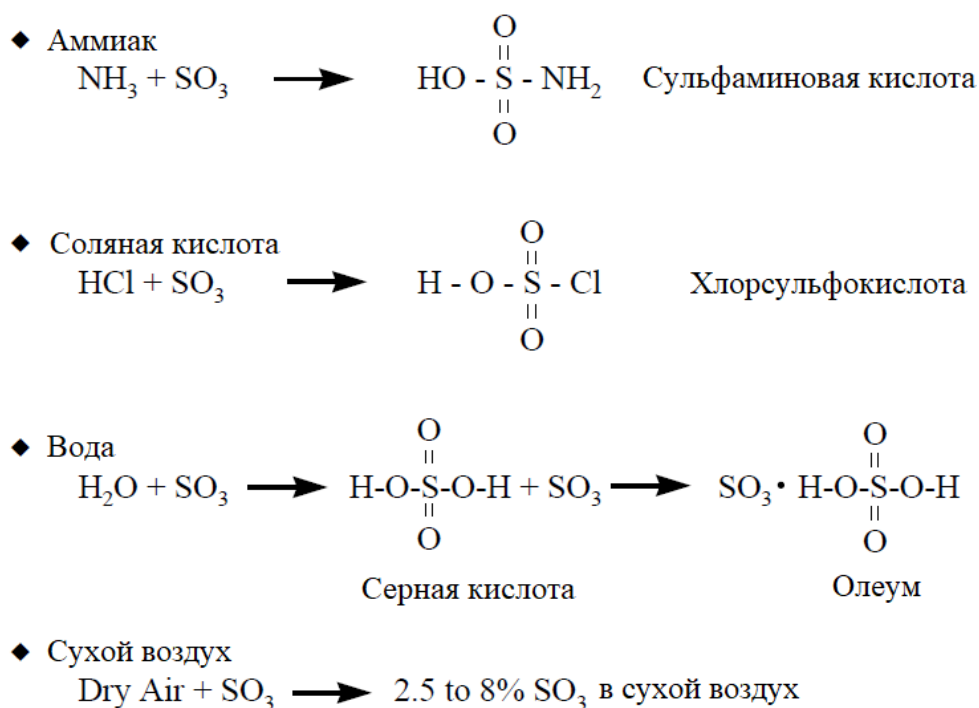 ◆ Аммиак
O
NH₃ + SO₃ → HO - S - NH₂ Сульфаминовая кислота
O
◆ Соляная кислота
O
HCl + SO₃ → H - O - S - Cl Хлорсульфокислота
O
◆ Вода
O O
H₂O + SO₃ → H-O-S-O-H + SO₃ → SO₃ • H-O-S-O-H
O O
Серная кислота Олеум
◆ Сухой воздух
Dry Air + SO₃ → 2.5 to 8% SO₃ в сухой воздух